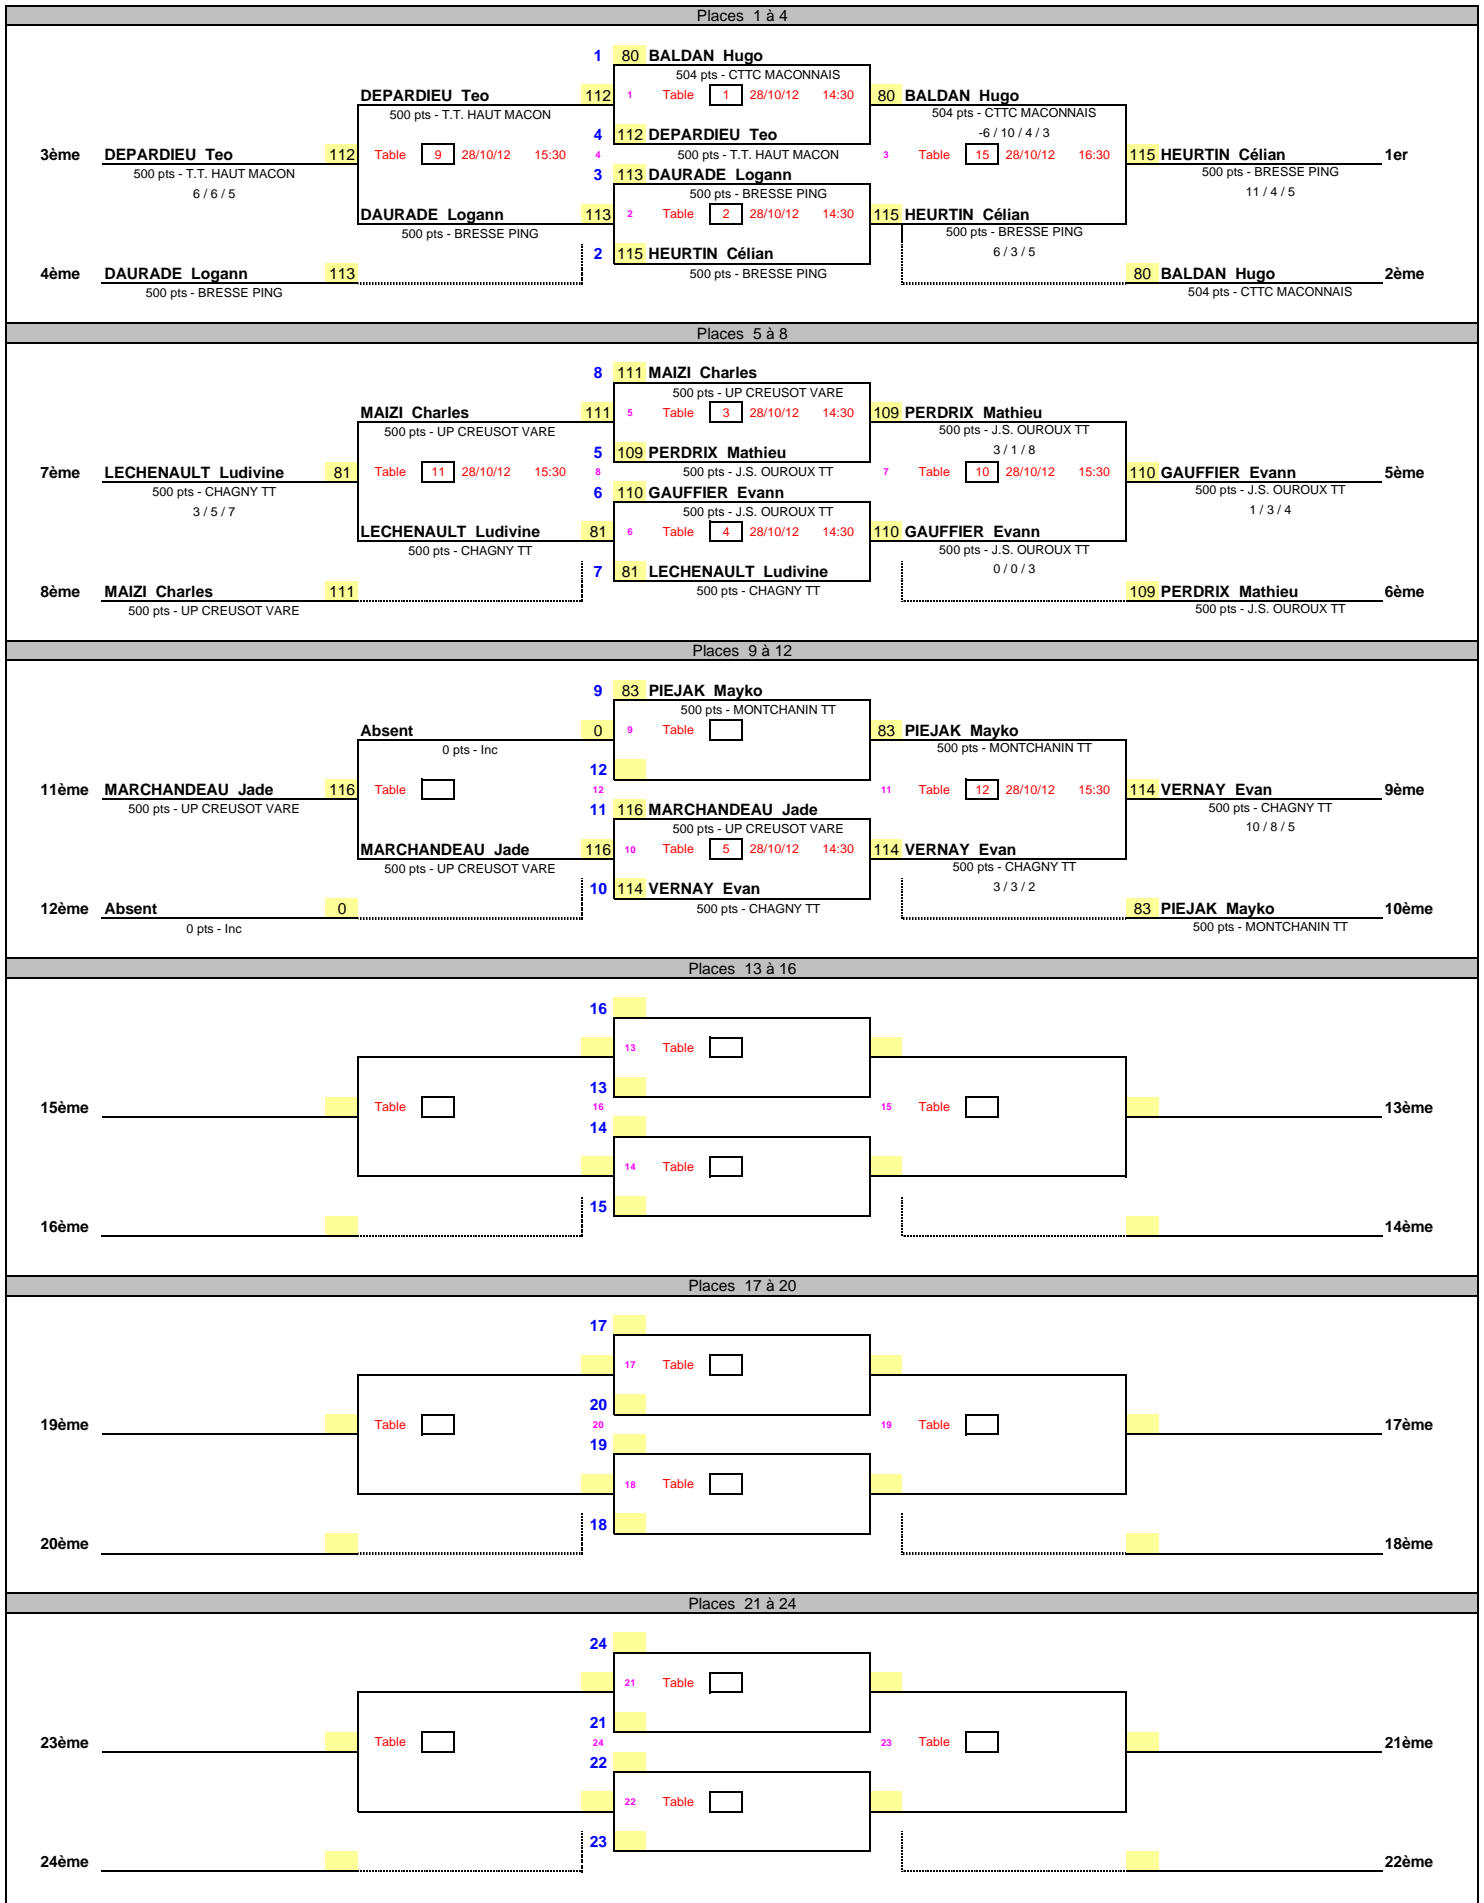 Places 1 à 4
1 80 BALDAN Hugo
504 pts - CTTC MACONNAIS
DEPARDIEU Teo 112 1 Table 1 28/10/12 14:30 80 BALDAN Hugo
500 pts - T.T. HAUT MACON 504 pts - CTTC MACONNAIS
4 112 DEPARDIEU Teo -6 / 10 / 4 / 3
3ème DEPARDIEU Teo 112 Table 9 28/10/12 15:30 4 500 pts - T.T. HAUT MACON 3 Table 15 28/10/12 16:30 115 HEURTIN Célian 1er
500 pts - T.T. HAUT MACON 3 113 DAURADE Logann 500 pts - BRESSE PING
6 / 6 / 5 500 pts - BRESSE PING 11 / 4 / 5
DAURADE Logann 113 2 Table 2 28/10/12 14:30 115 HEURTIN Célian
500 pts - BRESSE PING 500 pts - BRESSE PING
2 115 HEURTIN Célian 6 / 3 / 5
4ème DAURADE Logann 113 500 pts - BRESSE PING 80 BALDAN Hugo 2ème
500 pts - BRESSE PING 504 pts - CTTC MACONNAIS
Places 5 à 8
8 111 MAIZI Charles
500 pts - UP CREUSOT VARE
MAIZI Charles 111 5 Table 3 28/10/12 14:30 109 PERDRIX Mathieu
500 pts - UP CREUSOT VARE 500 pts - J.S. OUROUX TT
5 109 PERDRIX Mathieu 3 / 1 / 8
7ème LECHENAULT Ludivine 81 Table 11 28/10/12 15:30 8 500 pts - J.S. OUROUX TT 7 Table 10 28/10/12 15:30 110 GAUFFIER Evann 5ème
500 pts - CHAGNY TT 6 110 GAUFFIER Evann 500 pts - J.S. OUROUX TT
3 / 5 / 7 500 pts - J.S. OUROUX TT 1 / 3 / 4
LECHENAULT Ludivine 81 6 Table 4 28/10/12 14:30 110 GAUFFIER Evann
500 pts - CHAGNY TT 500 pts - J.S. OUROUX TT
7 81 LECHENAULT Ludivine 0 / 0 / 3
8ème MAIZI Charles 111 500 pts - CHAGNY TT 109 PERDRIX Mathieu 6ème
500 pts - UP CREUSOT VARE 500 pts - J.S. OUROUX TT
Places 9 à 12
9 83 PIEJAK Mayko
500 pts - MONTCHANIN TT
Absent 0 9 Table 83 PIEJAK Mayko
0 pts - Inc 500 pts - MONTCHANIN TT
12
11ème MARCHANDEAU Jade 116 Table 12 11 Table 12 28/10/12 15:30 114 VERNAY Evan 9ème
500 pts - UP CREUSOT VARE 11 116 MARCHANDEAU Jade 500 pts - CHAGNY TT
500 pts - UP CREUSOT VARE 10 / 8 / 5
MARCHANDEAU Jade 116 10 Table 5 28/10/12 14:30 114 VERNAY Evan
500 pts - UP CREUSOT VARE 500 pts - CHAGNY TT
10 114 VERNAY Evan 3 / 3 / 2
12ème Absent 0 500 pts - CHAGNY TT 83 PIEJAK Mayko 10ème
0 pts - Inc 500 pts - MONTCHANIN TT
Places 13 à 16
16
13 Table
13
15ème Table 16 15 Table 13ème
14
14 Table
15
16ème 14ème
Places 17 à 20
17
17 Table
20
19ème Table 20 19 Table 17ème
19
18 Table
18
20ème 18ème
Places 21 à 24
24
21 Table
21
23ème Table 24 23 Table 21ème
22
22 Table
23
24ème 22ème